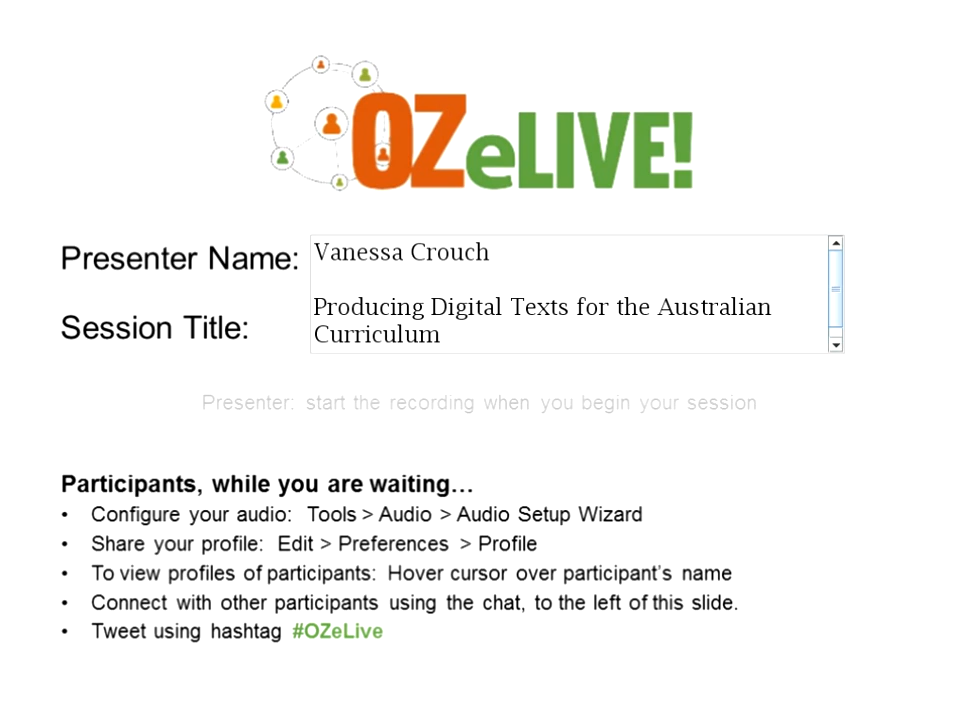 OZeLIVE!
Presenter Name: Vanessa Crouch
Session Title: Producing Digital Texts for the Australian
Curriculum
Presenter: start the recording when you begin your session
Participants, while you are waiting…
• Configure your audio: Tools > Audio > Audio Setup Wizard
• Share your profile: Edit > Preferences > Profile
• To view profiles of participants: Hover cursor over participant's name
• Connect with other participants using the chat, to the left of this slide.
• Tweet using hashtag #OZeLive